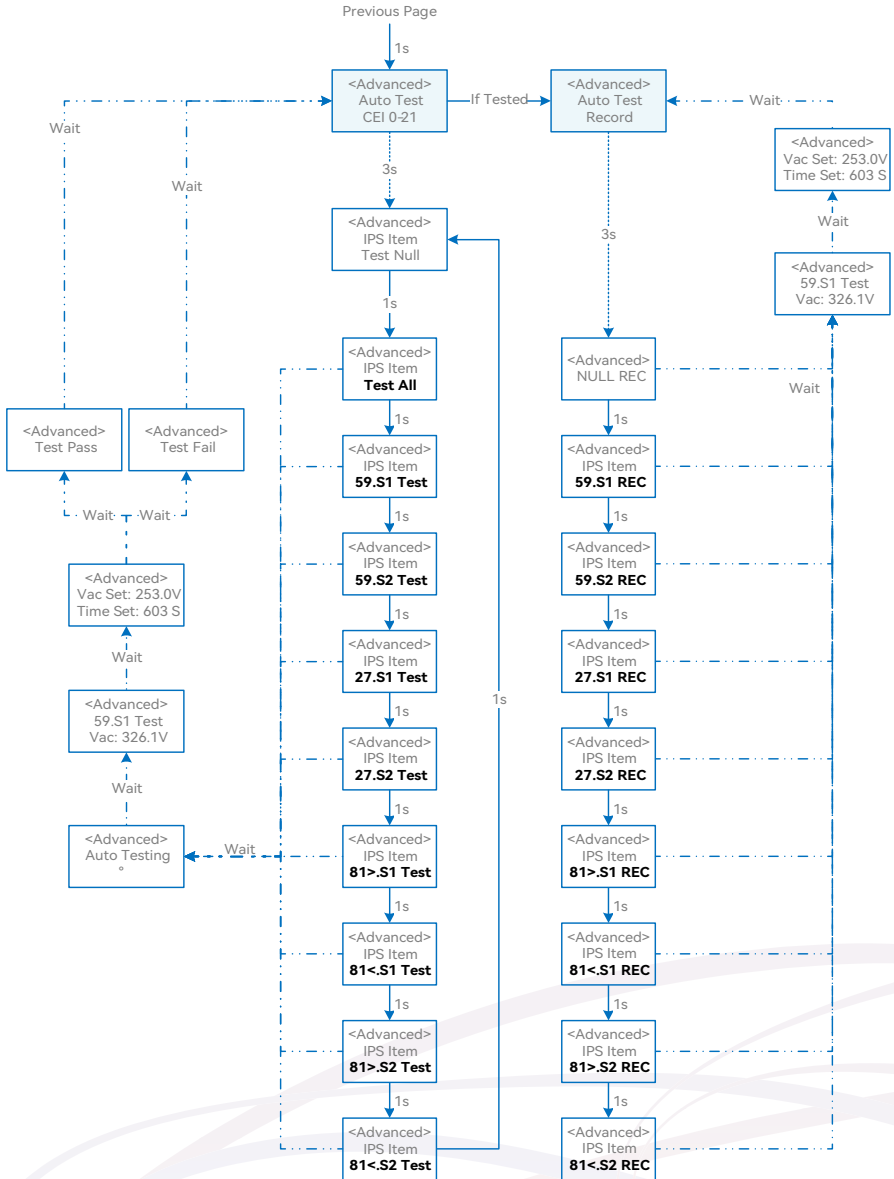 Previous Page
1s
<Advanced>
Auto Test
CEI 0-21
If Tested
<Advanced>
Auto Test
Record
Wait
<Advanced>
Vac Set: 253.0V
Time Set: 603 S
Wait
Wait
3s
3s
Wait
<Advanced>
IPS Item
Test Null
<Advanced>
59.S1 Test
Vac: 326.1V
1s
<Advanced>
IPS Item
Test All
<Advanced>
NULL REC
Wait
1s
1s
<Advanced>
Test Pass
<Advanced>
Test Fail
<Advanced>
IPS Item
59.S1 Test
<Advanced>
IPS Item
59.S1 REC
1s
1s
Wait
Wait
<Advanced>
IPS Item
59.S2 Test
<Advanced>
IPS Item
59.S2 REC
<Advanced>
Vac Set: 253.0V
Time Set: 603 S
1s
1s
Wait
<Advanced>
IPS Item
27.S1 Test
<Advanced>
IPS Item
27.S1 REC
1s
1s
1s
<Advanced>
59.S1 Test
Vac: 326.1V
<Advanced>
IPS Item
27.S2 Test
<Advanced>
IPS Item
27.S2 REC
Wait
1s
1s
<Advanced>
Auto Testing
Wait
<Advanced>
IPS Item
81>.S1 Test
<Advanced>
IPS Item
81>.S1 REC
1s
1s
<Advanced>
IPS Item
81<.S1 Test
<Advanced>
IPS Item
81<.S1 REC
1s
1s
<Advanced>
IPS Item
81>.S2 Test
<Advanced>
IPS Item
81>.S2 REC
1s
1s
<Advanced>
IPS Item
81<.S2 Test
<Advanced>
IPS Item
81<.S2 REC